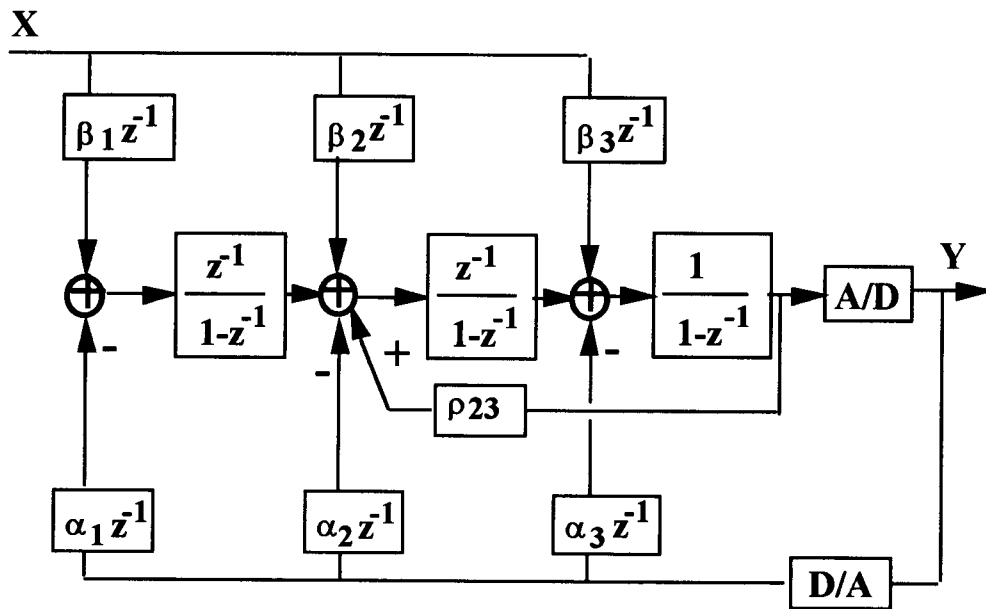 X
β₁z⁻¹ β₂z⁻¹ β₃z⁻¹
z⁻¹ z⁻¹ 1 Y
+ + + A/D
1-z⁻¹ 1-z⁻¹ 1-z⁻¹
- - + -
ρ23
α₁z⁻¹ α₂z⁻¹ α₃z⁻¹
D/A